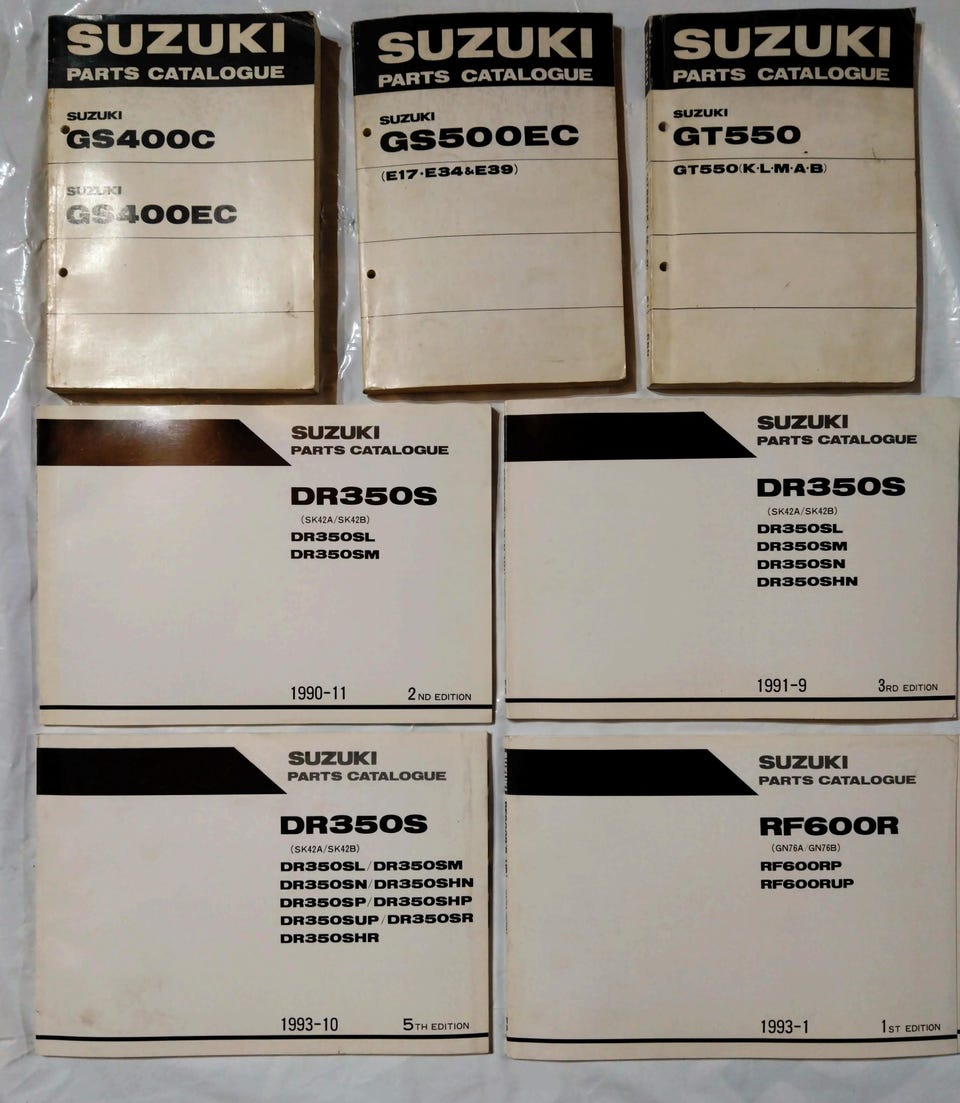 SUZUKI
PARTS CATALOGUE
SUZUKI
GS400C
SUZUKI
GS400EC
SUZUKI
PARTS CATALOGUE
SUZUKI
GS500EC
(E17·E34&E39)
SUZUKI
PARTS CATALOGUE
SUZUKI
GT550
GT550(K·L·M·A·B)
SUZUKI
PARTS CATALOGUE
DR350S
(SK42A/SK42B)
DR350SL
DR350SM
1990-11 2ND EDITION
SUZUKI
PARTS CATALOGUE
DR350S
(SK42A/SK42B)
DR350SL
DR350SM
DR350SN
DR350SHN
1991-9 3RD EDITION
SUZUKI
PARTS CATALOGUE
DR350S
(SK42A/SK42B)
DR350SL/DR350SM
DR350SN/DR350SHN
DR350SP/DR350SHP
DR350SUP/DR350SR
DR350SHR
1993-10 5TH EDITION
SUZUKI
PARTS CATALOGUE
RF600R
(GN76A/GN76B)
RF600RP
RF600RUP
1993-1 1ST EDITION